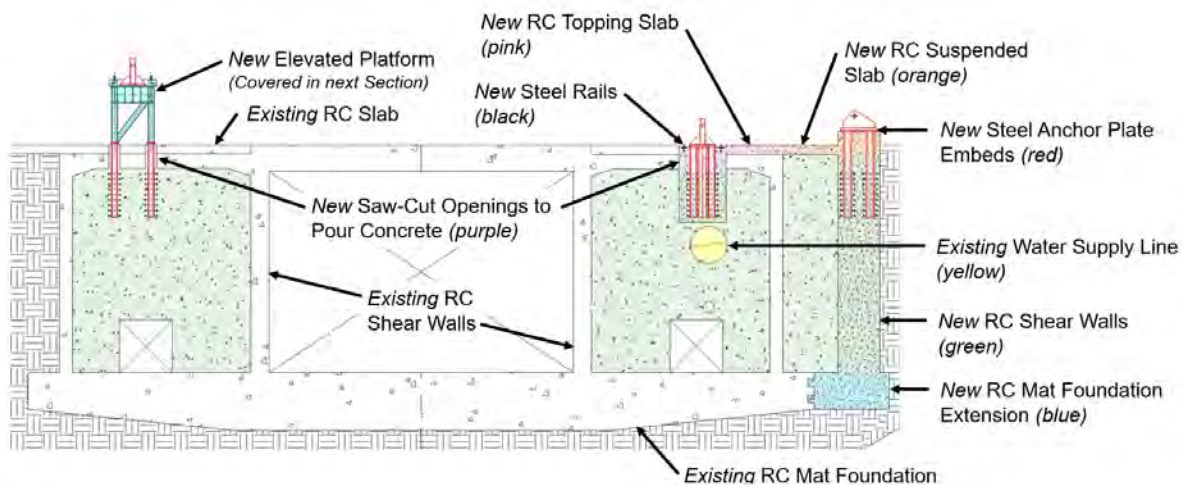 New Elevated Platform
(Covered in next Section)
Existing RC Slab
New RC Topping Slab
(pink)
New Steel Rails
(black)
New RC Suspended
Slab (orange)
New Steel Anchor Plate
Embeds (red)
New Saw-Cut Openings to
Pour Concrete (purple)
Existing Water Supply Line
(yellow)
Existing RC
Shear Walls
New RC Shear Walls
(green)
New RC Mat Foundation
Extension (blue)
Existing RC Mat Foundation